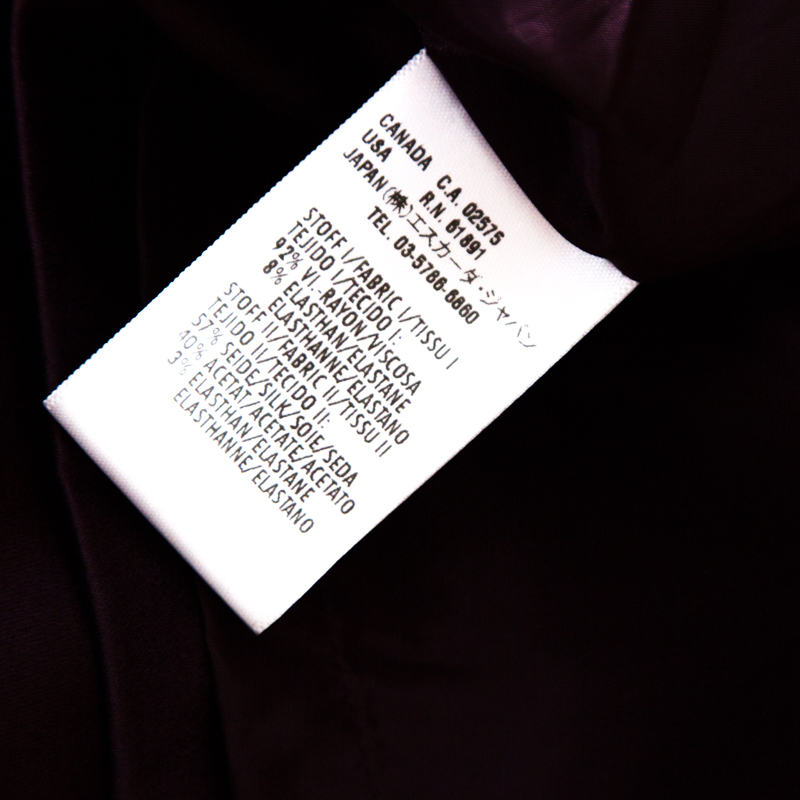 CANADA C.A. 02575
USA R.N. 61891
JAPAN (株)エスカーダ・ジャパン
TEL. 03-5786-6860
STOFF I/FABRIC I/TISSU I
TEJIDO I/TECIDO I:
92% VI.-RAYON/VISCOSA
8% ELASTHAN/ELASTANE
ELASTHANNE/ELASTANO
STOFF II/FABRIC II/TISSU II
TEJIDO II/TECIDO II:
57% SEIDE/SILK/SOIE/SEDA
40% ACETAT/ACETATE/ACETATO
3% ELASTHAN/ELASTANE
ELASTHANNE/ELASTANO